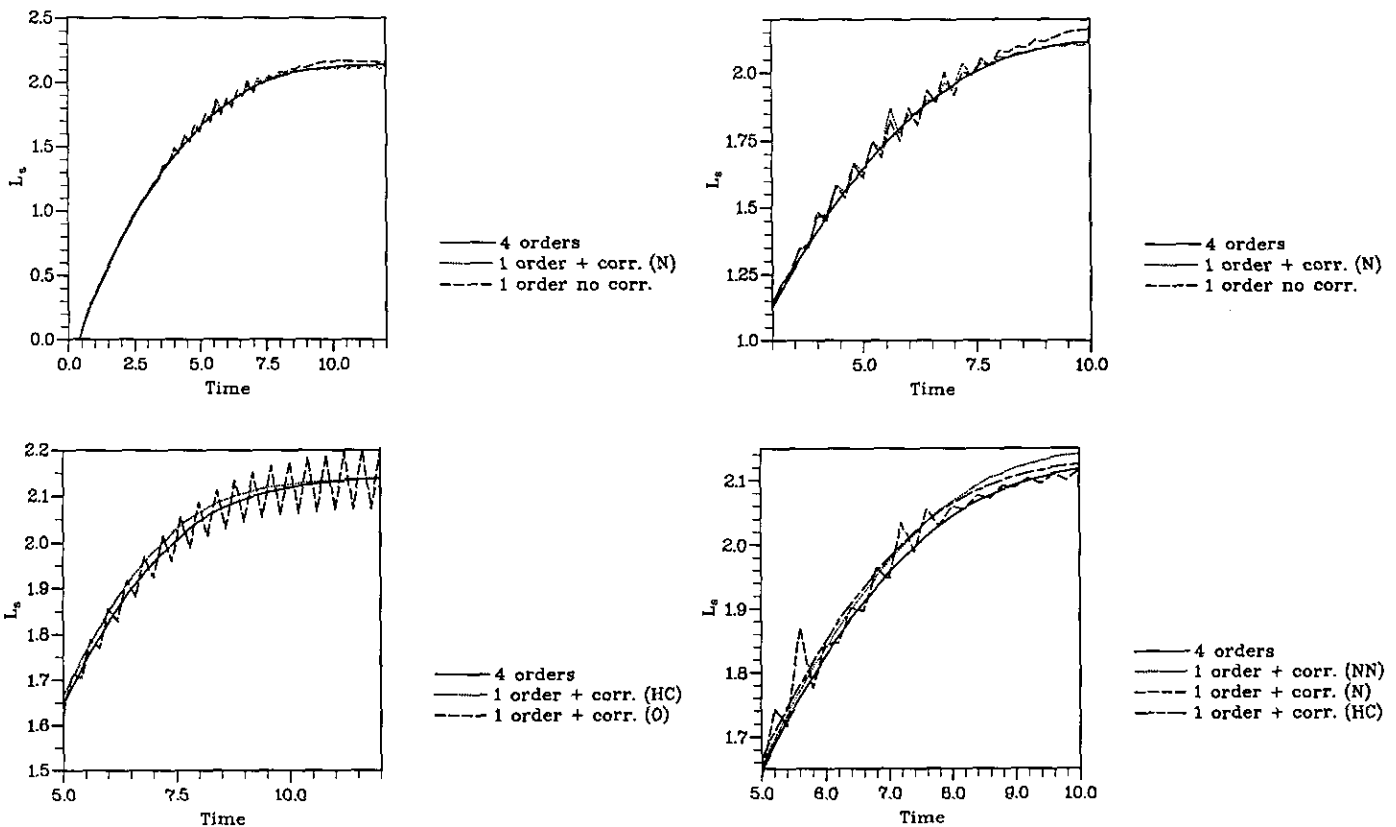 2.5
2.0
1.5
1.0
0.5
0.0
Ls
0.0 2.5 5.0 7.5 10.0
Time
4 orders
1 order + corr. (N)
1 order no corr.
2.0
1.75
1.5
1.25
1.0
Ls
5.0 7.5 10.0
Time
4 orders
1 order + corr. (N)
1 order no corr.
2.2
2.1
2.0
1.9
1.8
1.7
1.6
1.5
Ls
5.0 7.5 10.0
Time
4 orders
1 order + corr. (HC)
1 order + corr. (O)
2.1
2.0
1.9
1.8
1.7
Ls
5.0 6.0 7.0 8.0 9.0 10.0
Time
4 orders
1 order + corr. (NN)
1 order + corr. (N)
1 order + corr. (HC)